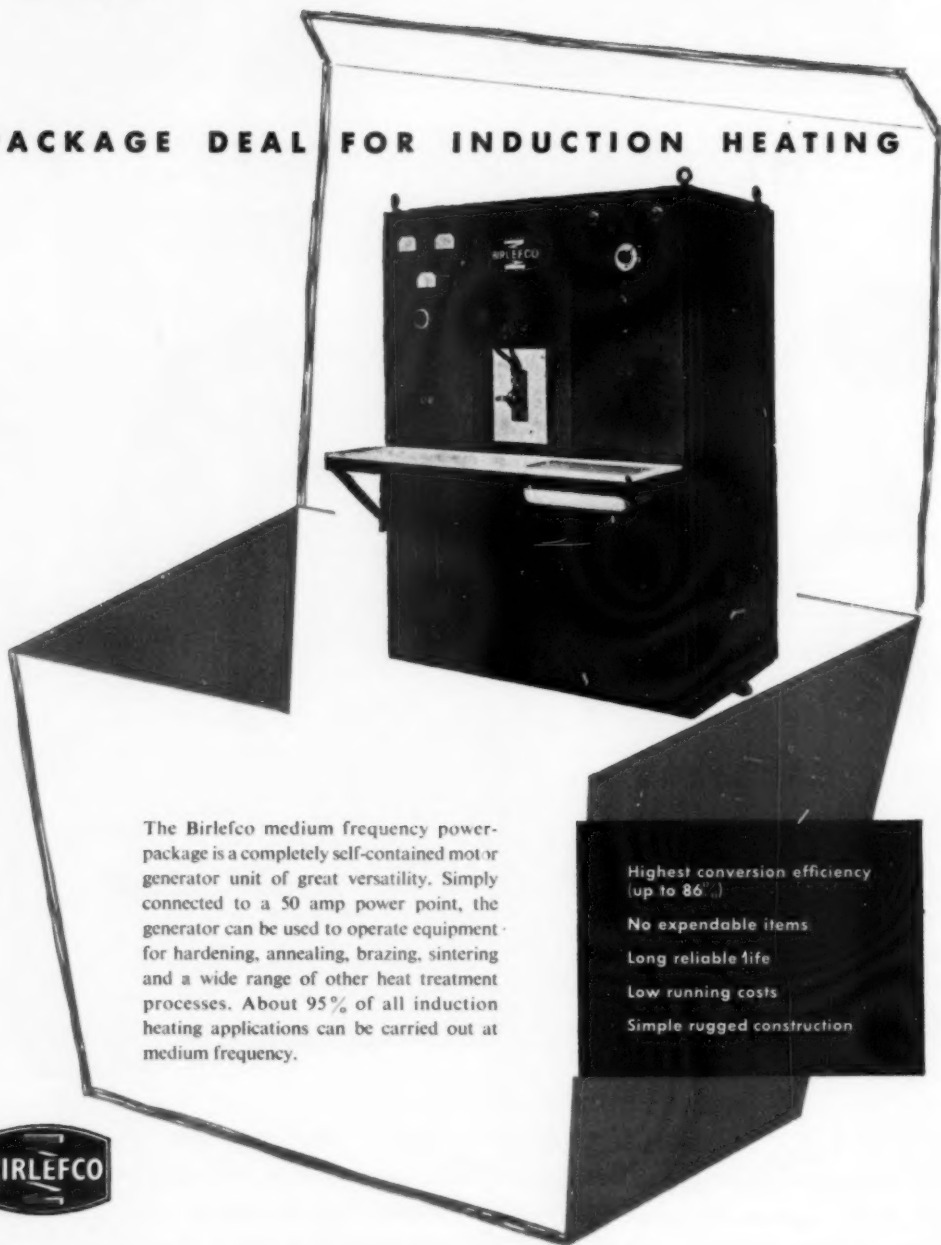 ACKAGE DEAL FOR INDUCTION HEATING
BIRLEFCO
The Birlefco medium frequency power-
package is a completely self-contained motor
generator unit of great versatility. Simply
connected to a 50 amp power point, the
generator can be used to operate equipment
for hardening, annealing, brazing, sintering
and a wide range of other heat treatment
processes. About 95% of all induction
heating applications can be carried out at
medium frequency.
Highest conversion efficiency
(up to 86%)
No expendable items
Long reliable life
Low running costs
Simple rugged construction
IRLEFCO